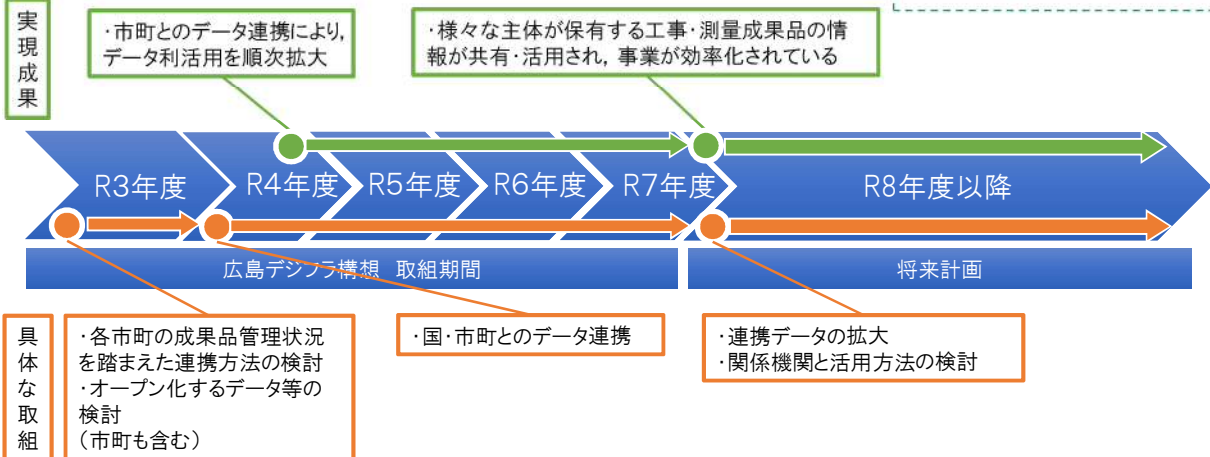 実現成果
・市町とのデータ連携により,
データ利活用を順次拡大
・様々な主体が保有する工事・測量成果品の情
報が共有・活用され, 事業が効率化されている
R3年度
R4年度
R5年度
R6年度
R7年度
R8年度以降
広島デジフラ構想 取組期間
将来計画
具体な取組
・各市町の成果品管理状況
を踏まえた連携方法の検討
・オープン化するデータ等の
検討
(市町も含む)
・国・市町とのデータ連携
・連携データの拡大
・関係機関と活用方法の検討